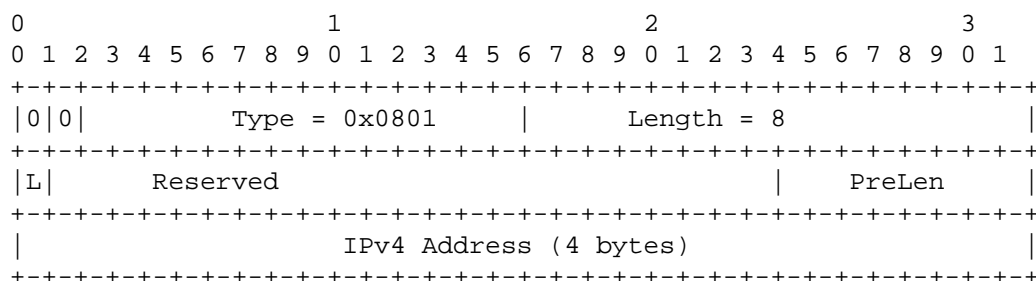 0                   1                   2                   3
0 1 2 3 4 5 6 7 8 9 0 1 2 3 4 5 6 7 8 9 0 1 2 3 4 5 6 7 8 9 0 1
+-+-+-+-+-+-+-+-+-+-+-+-+-+-+-+-+-+-+-+-+-+-+-+-+-+-+-+-+-+-+-+-+
|0|0|         Type = 0x0801     |      Length = 8               |
+-+-+-+-+-+-+-+-+-+-+-+-+-+-+-+-+-+-+-+-+-+-+-+-+-+-+-+-+-+-+-+-+
|L|     Reserved                               |    PreLen     |
+-+-+-+-+-+-+-+-+-+-+-+-+-+-+-+-+-+-+-+-+-+-+-+-+-+-+-+-+-+-+-+-+
|                    IPv4 Address (4 bytes)                     |
+-+-+-+-+-+-+-+-+-+-+-+-+-+-+-+-+-+-+-+-+-+-+-+-+-+-+-+-+-+-+-+-+